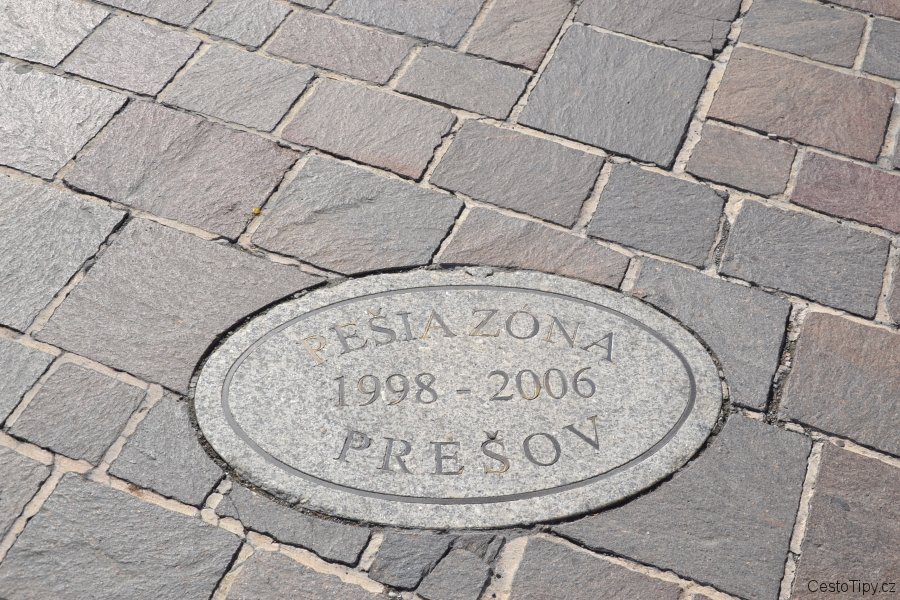 PEŠIA ZÓNA
1998 - 2006
PREŠOV
CestoTipy.cz